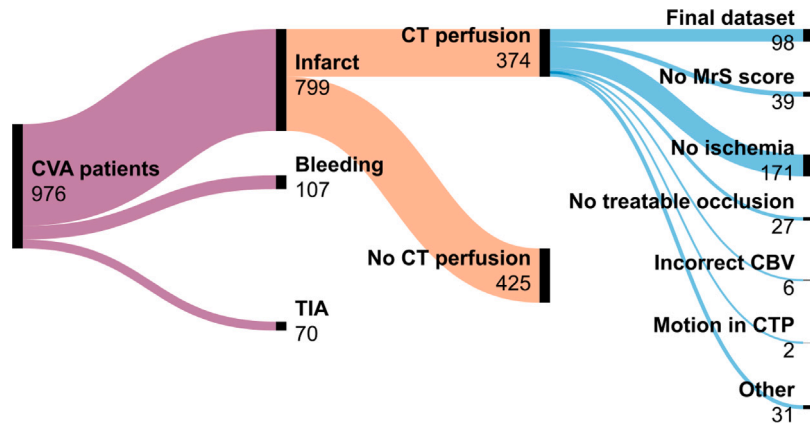 CVA patients
976
Infarct
799
Bleeding
107
TIA
70
CT perfusion
374
No CT perfusion
425
Final dataset
98
No MrS score
39
No ischemia
171
No treatable occlusion
27
Incorrect CBV
6
Motion in CTP
2
Other
31